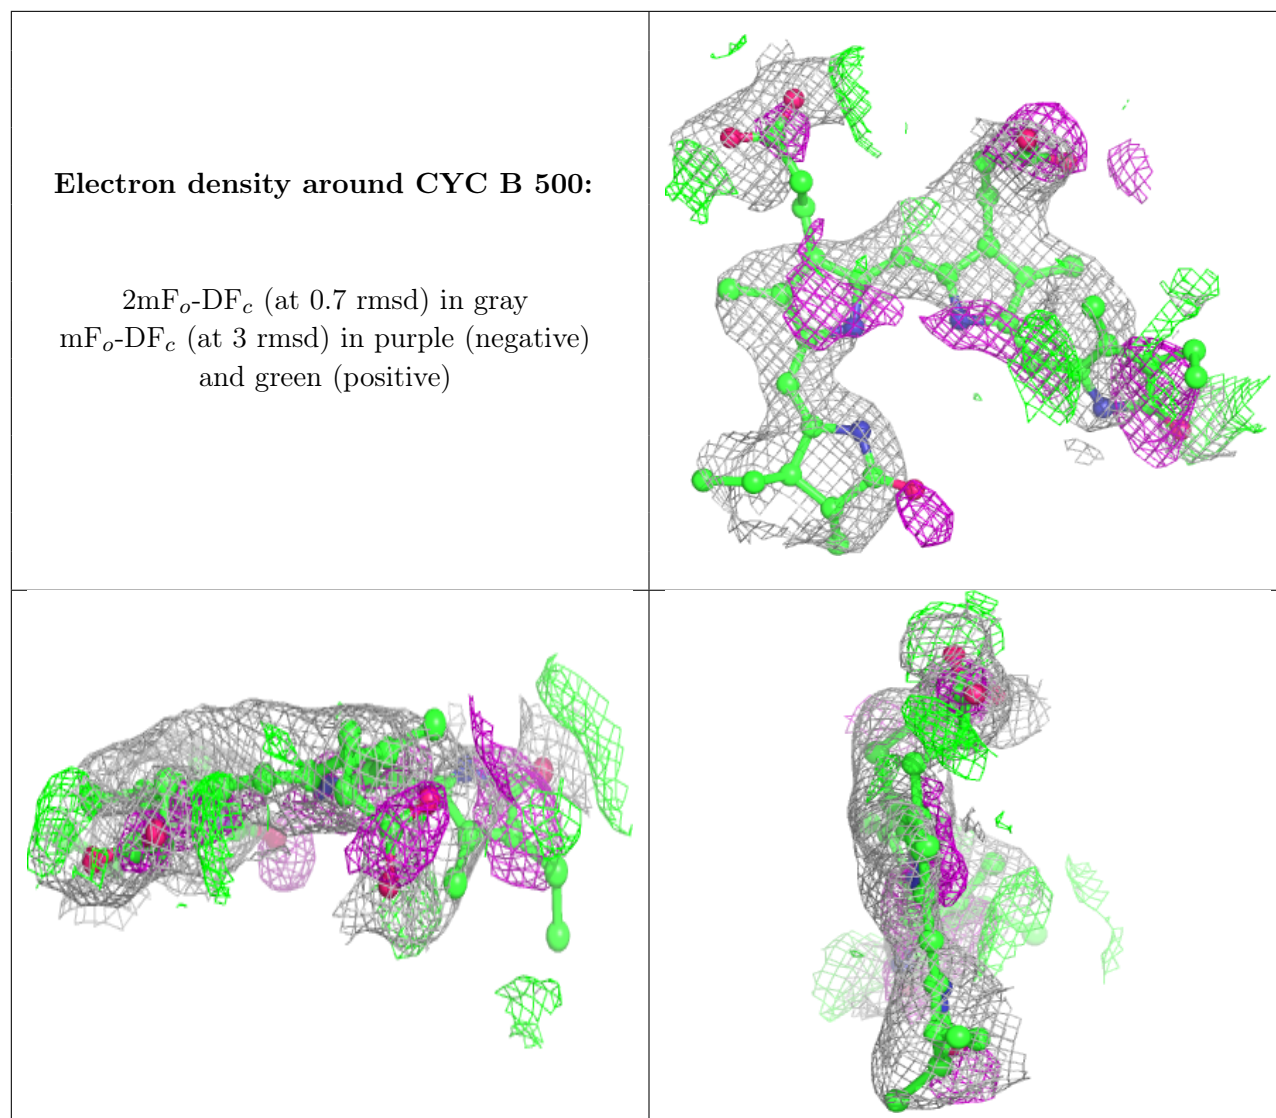 Electron density around CYC B 500:
2mFo-DFc (at 0.7 rmsd) in gray
mFo-DFc (at 3 rmsd) in purple (negative)
and green (positive)